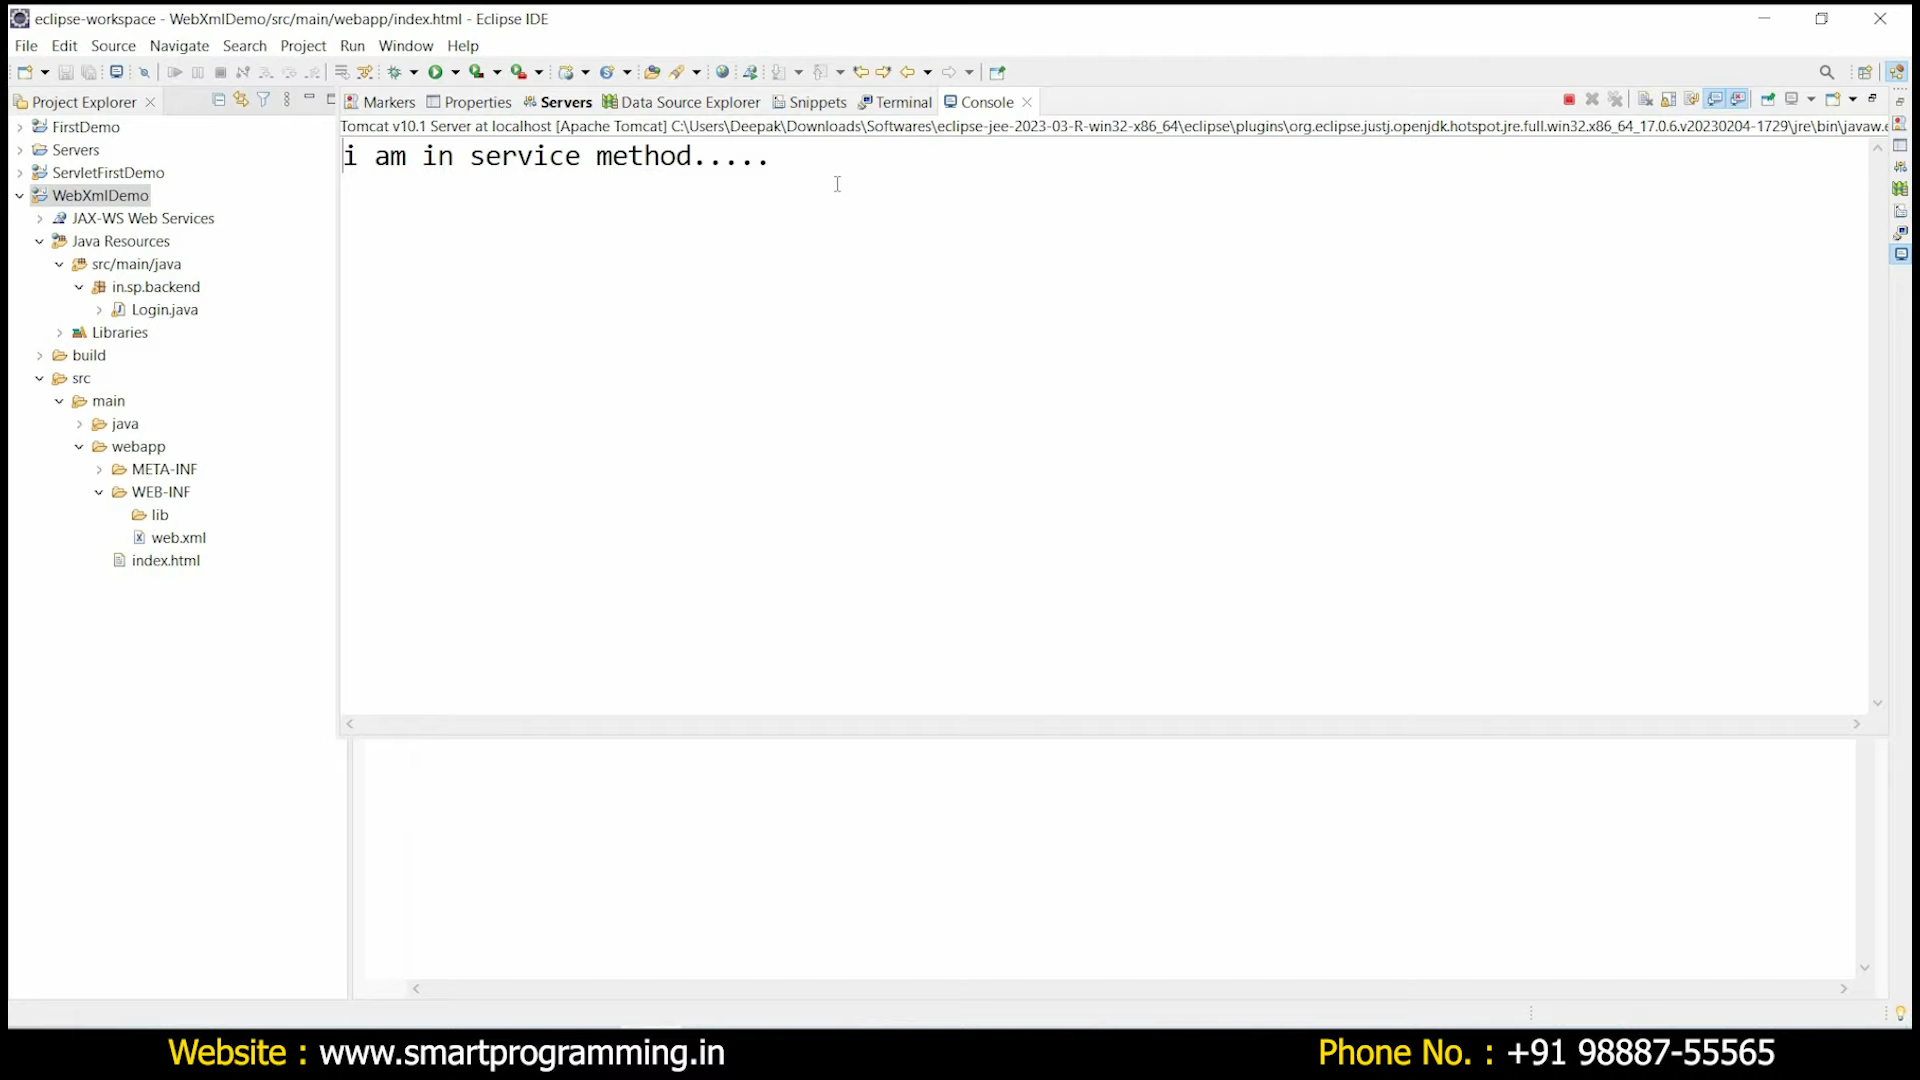 eclipse-workspace - WebXmlDemo/src/main/webapp/index.html - Eclipse IDE
File Edit Source Navigate Search Project Run Window Help
Project Explorer
Markers Properties Servers Data Source Explorer Snippets Terminal Console
Tomcat v10.1 Server at localhost [Apache Tomcat] C:\Users\Deepak\Downloads\Softwares\eclipse-jee-2023-03-R-win32-x86_64\eclipse\plugins\org.eclipse.justj.openjdk.hotspot.jre.full.win32.x86_64_17.0.6.v20230204-1729\jre\bin\javaw.e
i am in service method.....
FirstDemo
Servers
ServletFirstDemo
WebXmlDemo
JAX-WS Web Services
Java Resources
src/main/java
in.sp.backend
Login.java
Libraries
build
src
main
java
webapp
META-INF
WEB-INF
lib
web.xml
index.html
Website : www.smartprogramming.in
Phone No. : +91 98887-55565